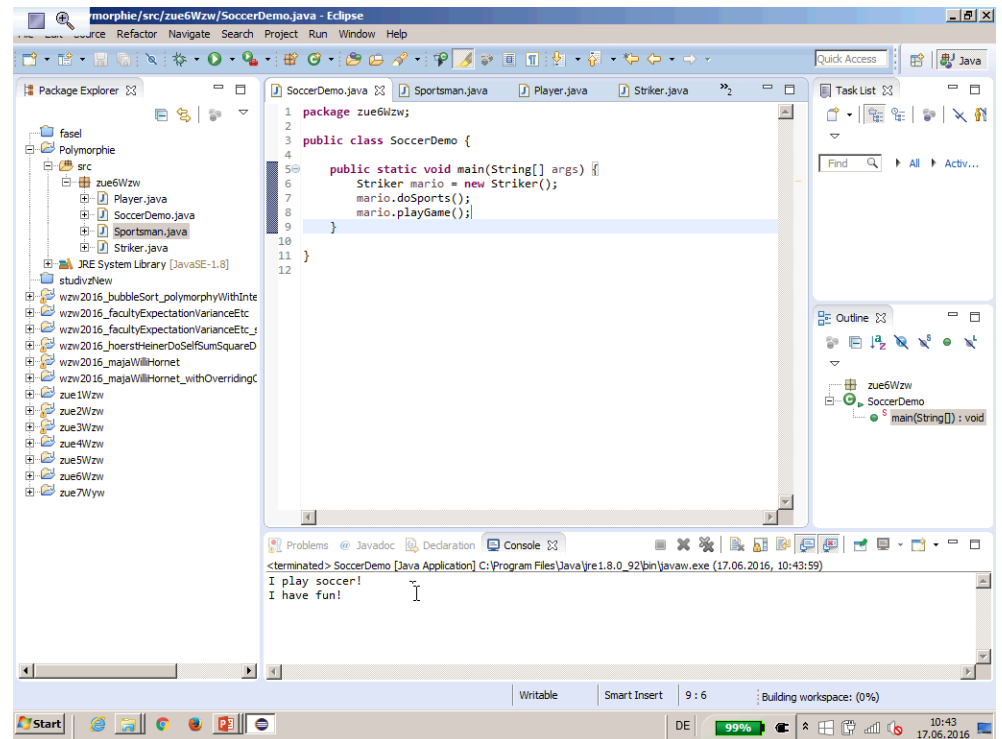 morphie/src/zue6Wzw/SoccerDemo.java - Eclipse
Refactor Navigate Search Project Run Window Help
Quick Access
Java
Package Explorer
fasel
Polymorphie
src
zue6Wzw
Player.java
SoccerDemo.java
Sportsman.java
Striker.java
JRE System Library [JavaSE-1.8]
studivzNew
wzw2016_bubbleSort_polymorphyWithInte
wzw2016_facultyExpectationVarianceEtc
wzw2016_facultyExpectationVarianceEtc_s
wzw2016_hoerstHeinerDoSelfSumSquareD
wzw2016_majaWilliHornet
wzw2016_majaWilliHornet_withOverridingC
zue1Wzw
zue2Wzw
zue3Wzw
zue4Wzw
zue5Wzw
zue6Wzw
zue7Wyw
SoccerDemo.java Sportsman.java Player.java Striker.java »2
1 package zue6Wzw;
2
3 public class SoccerDemo {
4
5 public static void main(String[] args) {
6 Striker mario = new Striker();
7 mario.doSports();
8 mario.playGame();
9 }
10
11 }
12
Task List
Find All Activ...
Outline
zue6Wzw
SoccerDemo
S main(String[]) : void
Problems @ Javadoc Declaration Console
<terminated> SoccerDemo [Java Application] C:\Program Files\Java\jre1.8.0_92\bin\javaw.exe (17.06.2016, 10:43:59)
I play soccer!
I have fun!
Writable Smart Insert 9 : 6 Building workspace: (0%)
Start DE 99% 10:43
17.06.2016